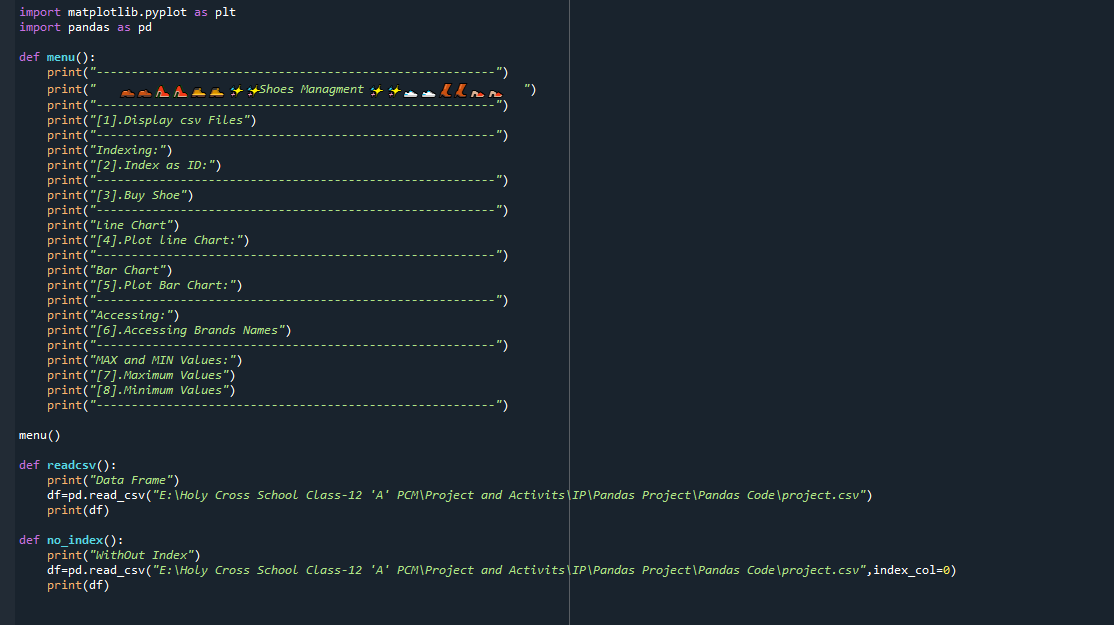 import matplotlib.pyplot as plt
import pandas as pd
def menu():
print("---------------------------------------------------------")
print("   🥾🥾👠👠👡👡✨✨Shoes Managment ✨✨👟👟👢👢👞👞   ")
print("---------------------------------------------------------")
print("[1].Display csv Files")
print("---------------------------------------------------------")
print("Indexing:")
print("[2].Index as ID:")
print("---------------------------------------------------------")
print("[3].Buy Shoe")
print("---------------------------------------------------------")
print("Line Chart")
print("[4].Plot line Chart:")
print("---------------------------------------------------------")
print("Bar Chart")
print("[5].Plot Bar Chart:")
print("---------------------------------------------------------")
print("Accessing:")
print("[6].Accessing Brands Names")
print("---------------------------------------------------------")
print("MAX and MIN Values:")
print("[7].Maximum Values")
print("[8].Minimum Values")
print("---------------------------------------------------------")
menu()
def readcsv():
print("Data Frame")
df=pd.read_csv("E:\Holy Cross School Class-12 'A' PCM\Project and Activits\IP\Pandas Project\Pandas Code\project.csv")
print(df)
def no_index():
print("WithOut Index")
df=pd.read_csv("E:\Holy Cross School Class-12 'A' PCM\Project and Activits\IP\Pandas Project\Pandas Code\project.csv",index_col=0)
print(df)